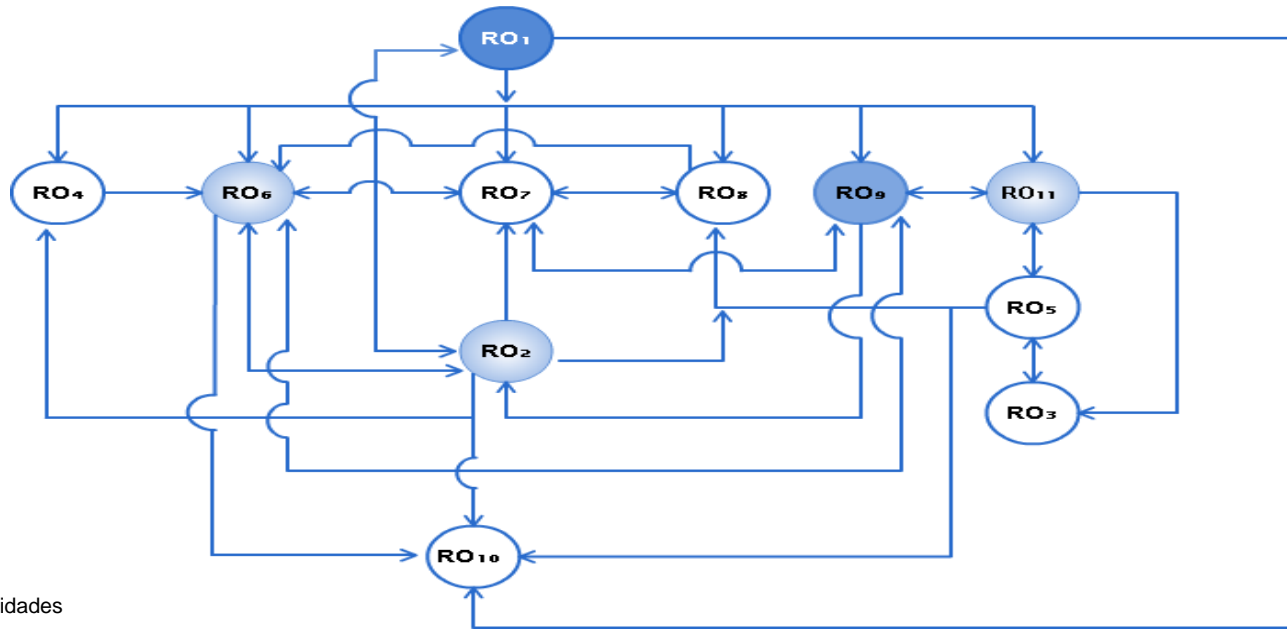 RO₁
RO₄
RO₆
RO₇
RO₈
RO₉
RO₁₁
RO₅
RO₂
RO₃
RO₁₀
idades